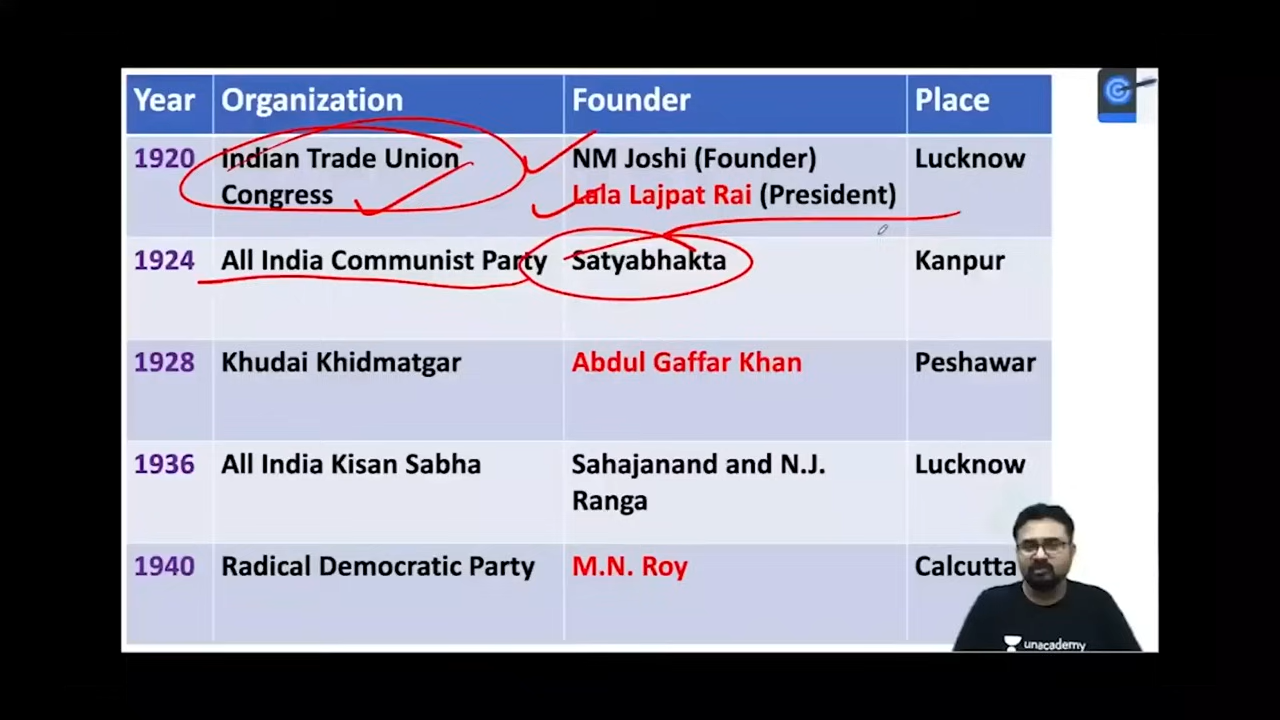 Year Organization Founder Place
1920 Indian Trade Union Congress NM Joshi (Founder) Lala Lajpat Rai (President) Lucknow
1924 All India Communist Party Satyabhakta Kanpur
1928 Khudai Khidmatgar Abdul Gaffar Khan Peshawar
1936 All India Kisan Sabha Sahajanand and N.J. Ranga Lucknow
1940 Radical Democratic Party M.N. Roy Calcutta
unacademy